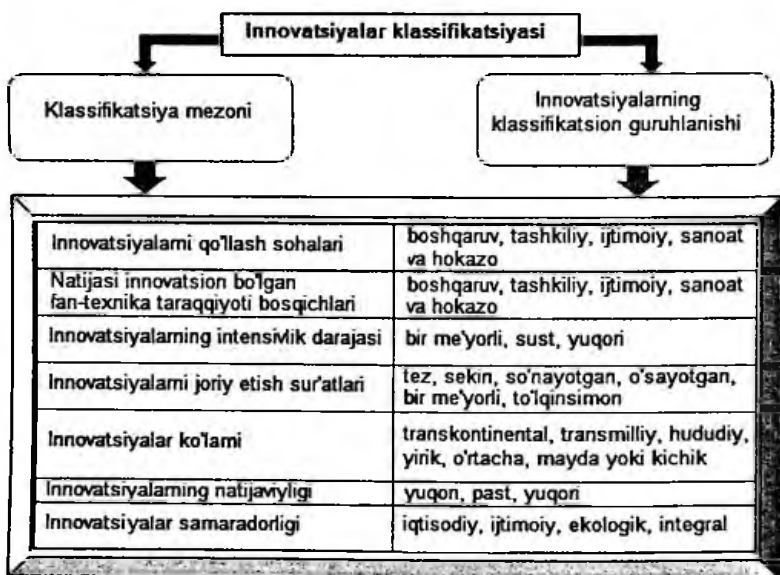 Innovatsiyalar klassifikatsiyasi
Klassifikatsiya mezoni
Innovatsiyalarning
klassifikatsion guruhlanishi
Innovatsiyalarni qo'llash sohalari
boshqaruv, tashkiliy, ijtimoiy, sanoat
va hokazo
Natijasi innovatsion bo'lgan
fan-texnika taraqqiyoti bosqichlari
boshqaruv, tashkiliy, ijtimoiy, sanoat
va hokazo
Innovatsiyalarning intensivlik darajasi
bir me'yorli, sust, yuqori
Innovatsiyalarni joriy etish sur'atlari
tez, sekin, so'nayotgan, o'sayotgan,
bir me'yorli, to'lqinsimon
Innovatsiyalar ko'lami
transkontinental, transmilliy, hududiy,
yirik, o'rtacha, mayda yoki kichik
Innovatsiyalarning natijaviyligi
yuqori, past, yuqori
Innovatsiyalar samaradorligi
iqtisodiy, ijtimoiy, ekologik, integral